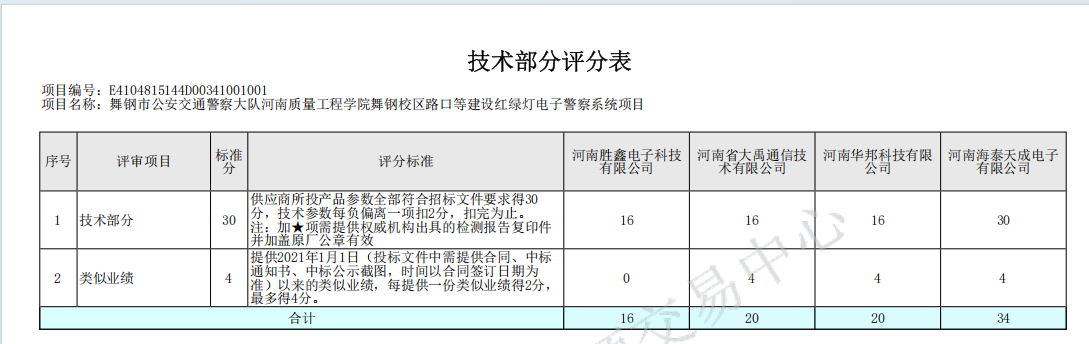 技术部分评分表
项目编号：E4104815144D00341001001
项目名称：舞钢市公安交通警察大队河南质量工程学院舞钢校区路口等建设红绿灯电子警察系统项目
序号 评审项目 标准分 评分标准 河南胜鑫电子科技有限公司 河南省大禹通信技术有限公司 河南华邦科技有限公司 河南海泰天成电子有限公司
1 技术部分 30
供应商所投产品参数全部符合招标文件要求得30
分，技术参数每负偏离一项扣2分，扣完为止。
注：加★项需提供权威机构出具的检测报告复印件
并加盖原厂公章有效
16 16 16 30
2 类似业绩 4
提供2021年1月1日（投标文件中需提供合同、中标
通知书、中标公示截图，时间以合同签订日期为
准）以来的类似业绩，每提供一份类似业绩得2分，
最多得4分。
0 4 4 4
合计 16 20 20 34
交易中心